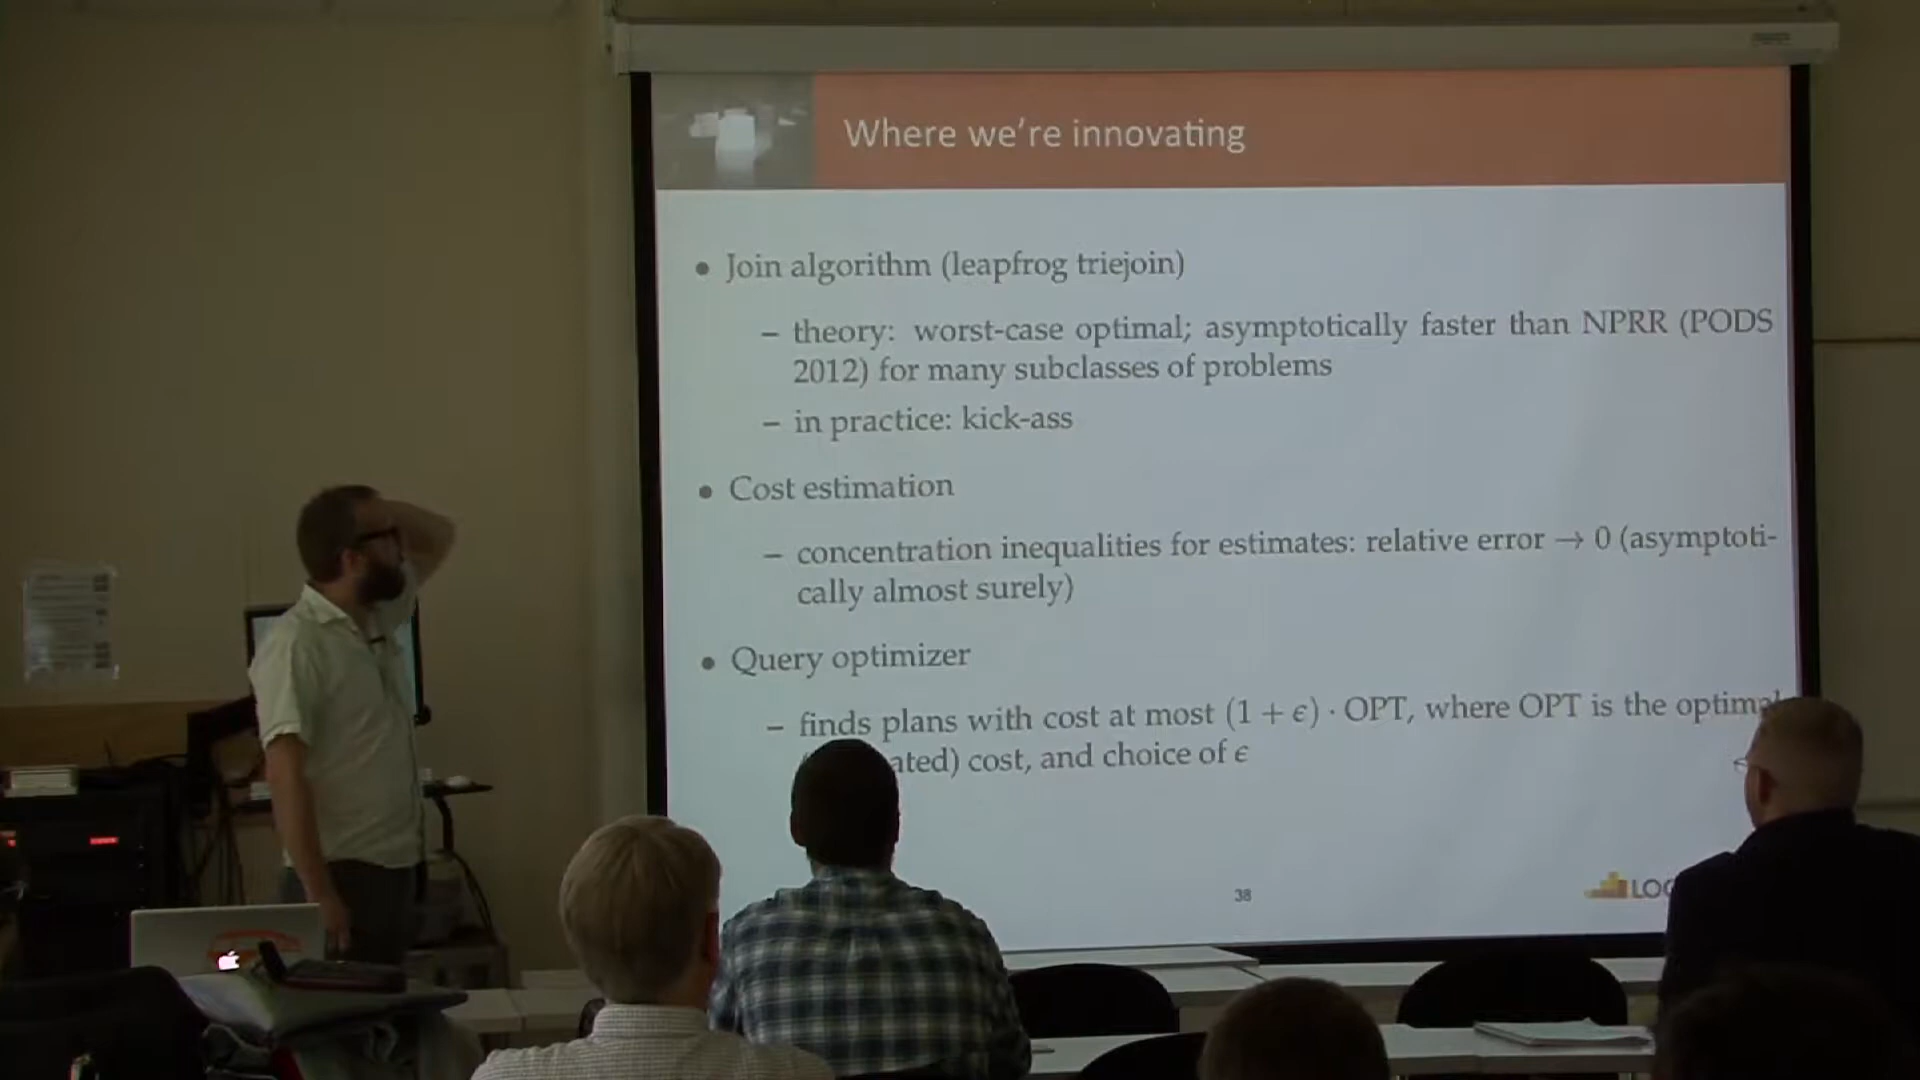 Where we're innovating
• Join algorithm (leapfrog triejoin)
– theory: worst-case optimal; asymptotically faster than NPRR (PODS
2012) for many subclasses of problems
– in practice: kick-ass
• Cost estimation
– concentration inequalities for estimates: relative error → 0 (asymptoti-
cally almost surely)
• Query optimizer
– finds plans with cost at most (1 + ϵ) · OPT, where OPT is the optimal
cost, and choice of ϵ
38